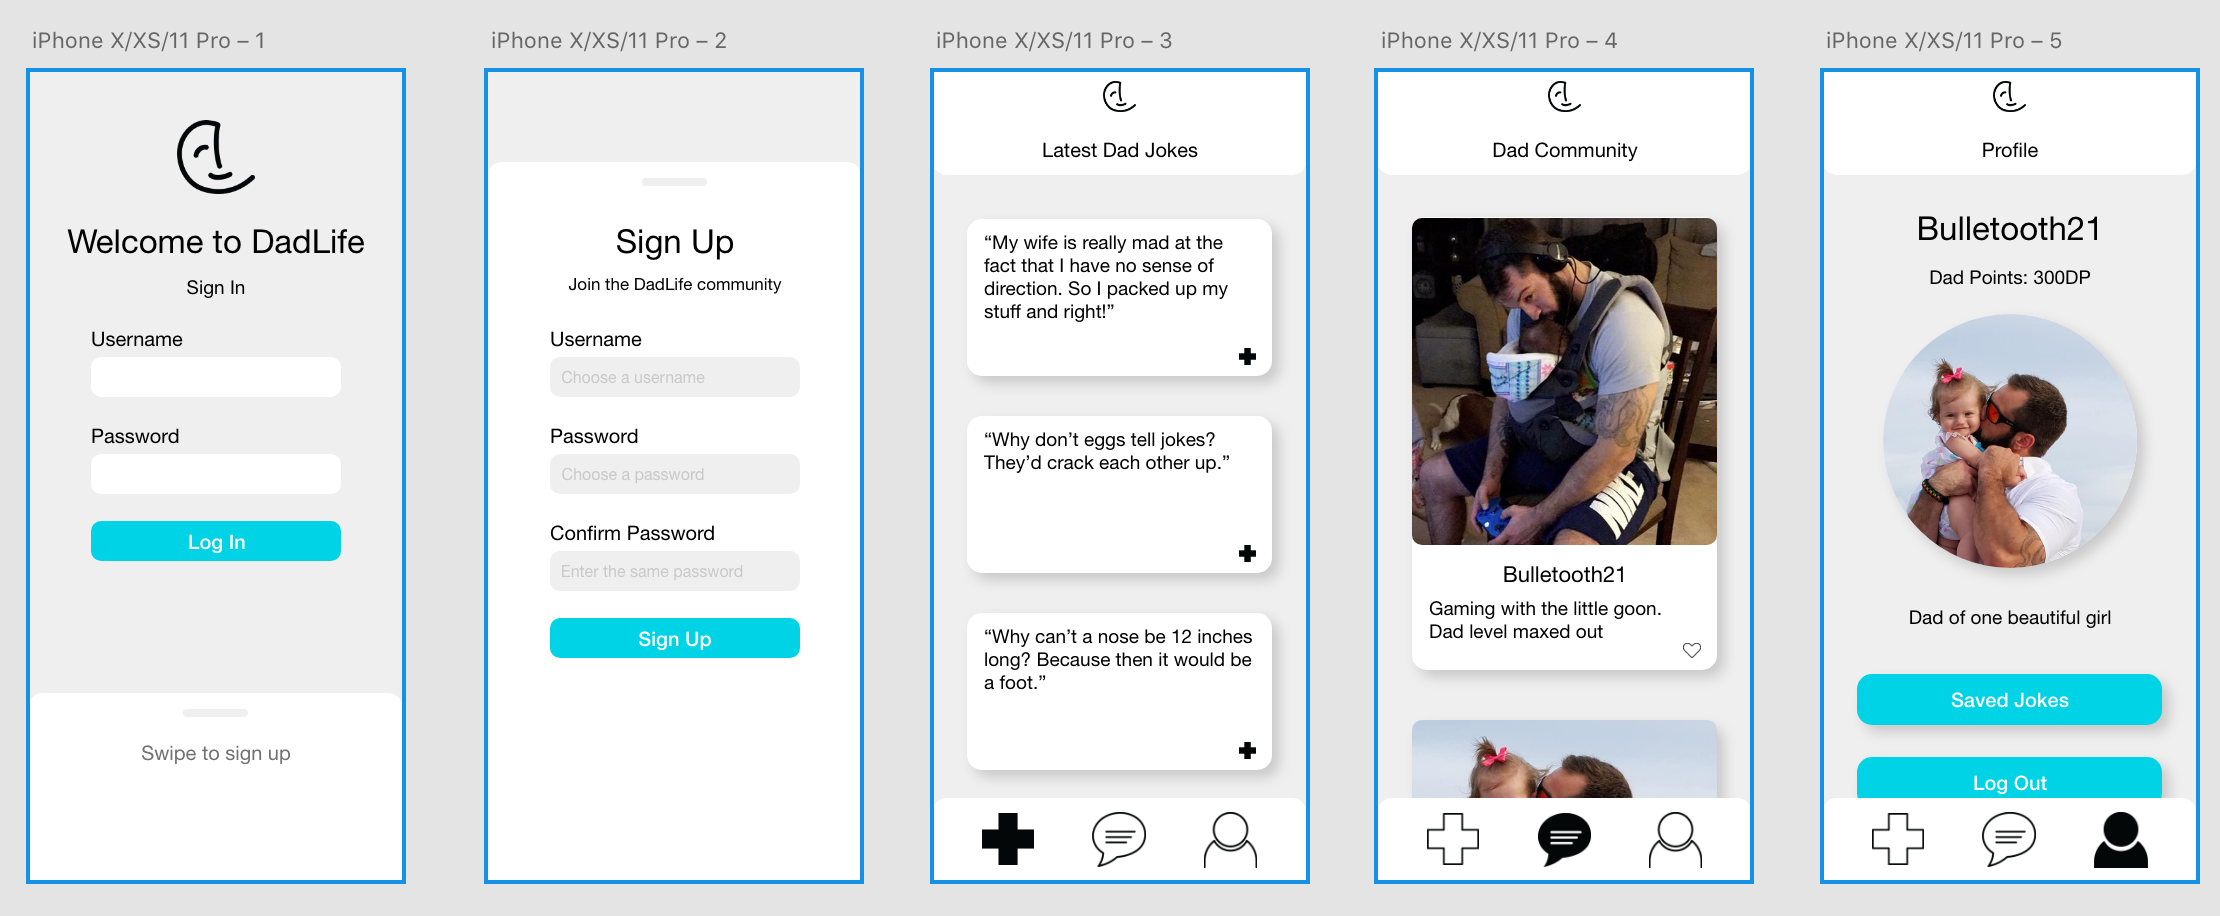 iPhone X/XS/11 Pro – 1
Welcome to DadLife
Sign In
Username
Password
Log In
Swipe to sign up
iPhone X/XS/11 Pro – 2
Sign Up
Join the DadLife community
Username
Choose a username
Password
Choose a password
Confirm Password
Enter the same password
Sign Up
iPhone X/XS/11 Pro – 3
Latest Dad Jokes
“My wife is really mad at the
fact that I have no sense of
direction. So I packed up my
stuff and right!”
“Why don’t eggs tell jokes?
They’d crack each other up.”
“Why can’t a nose be 12 inches
long? Because then it would be
a foot.”
iPhone X/XS/11 Pro – 4
Dad Community
NIKE
Bulletooth21
Gaming with the little goon.
Dad level maxed out
iPhone X/XS/11 Pro – 5
Profile
Bulletooth21
Dad Points: 300DP
Dad of one beautiful girl
Saved Jokes
Log Out